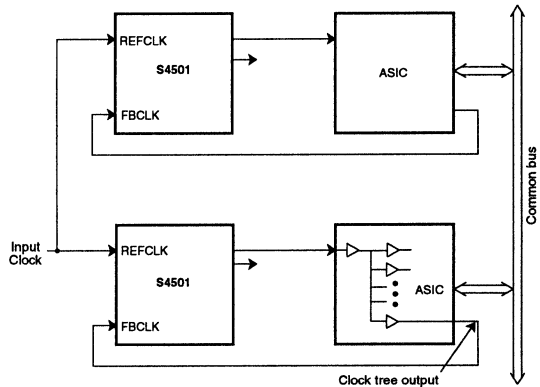 REFCLK
S4501
FBCLK
ASIC
Common bus
Input
Clock
REFCLK
S4501
FBCLK
ASIC
Clock tree output